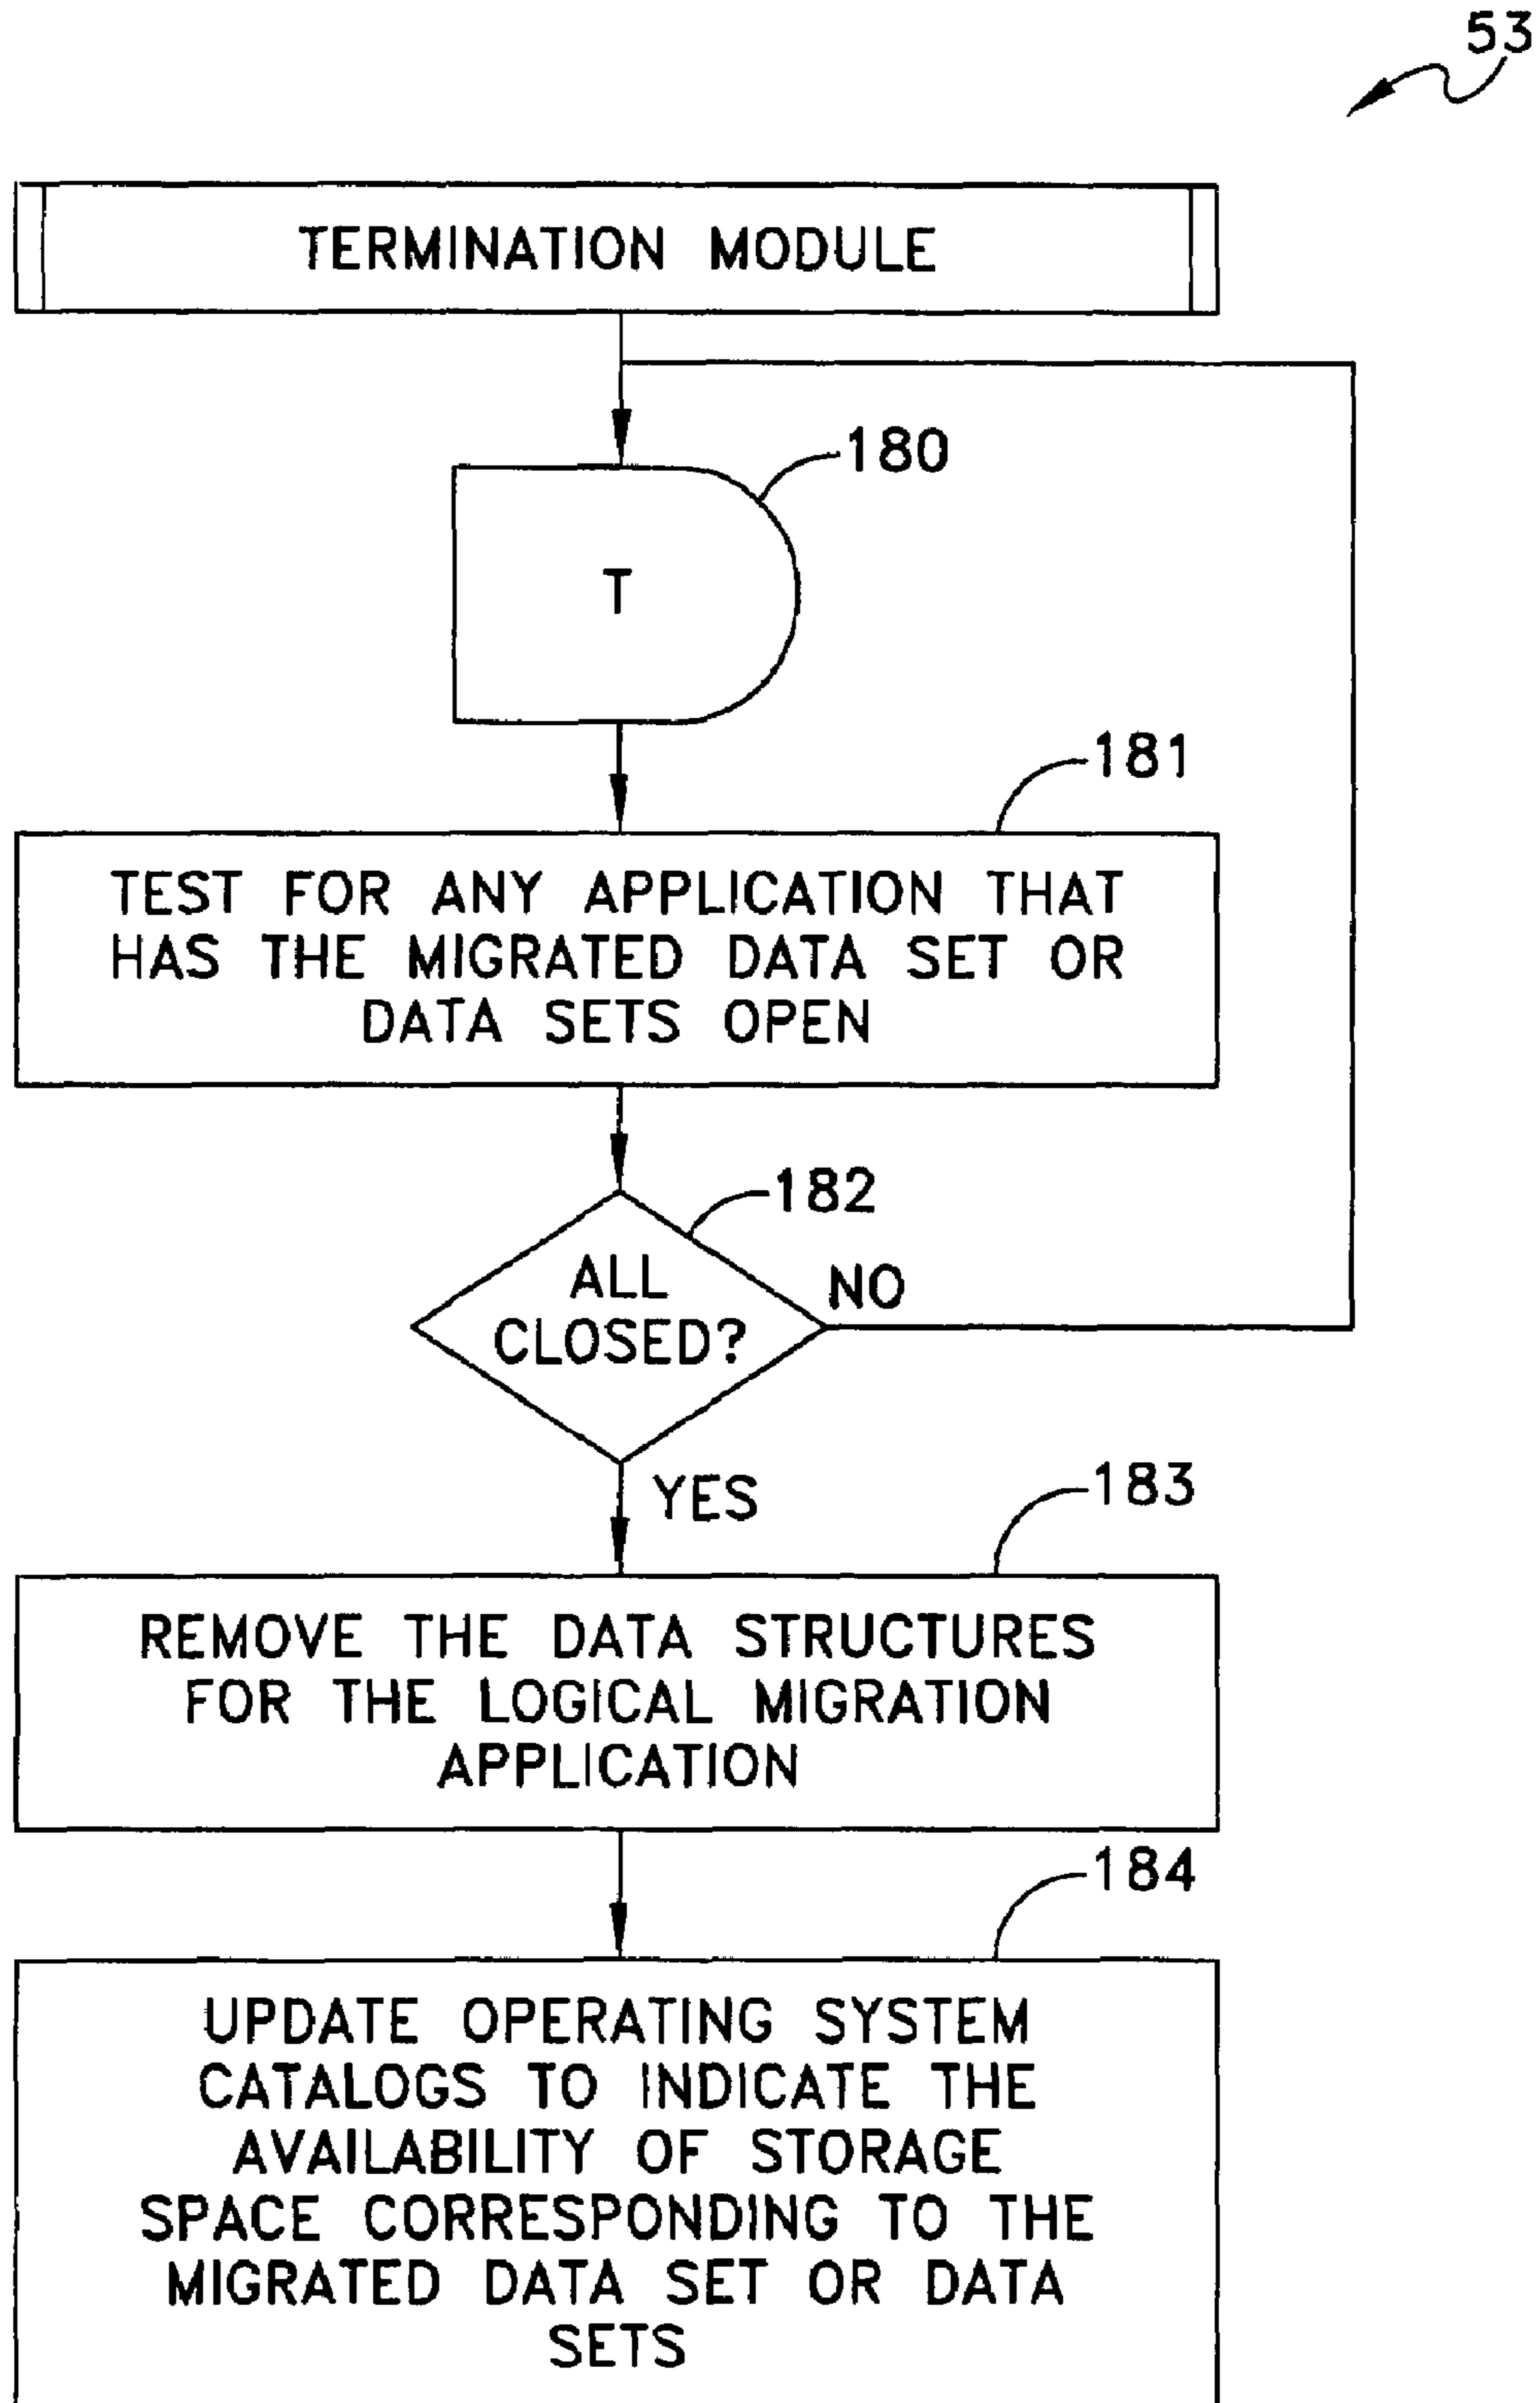 53
TERMINATION MODULE
180
T
181
TEST FOR ANY APPLICATION THAT
HAS THE MIGRATED DATA SET OR
DATA SETS OPEN
182
ALL
CLOSED?
NO
YES
183
REMOVE THE DATA STRUCTURES
FOR THE LOGICAL MIGRATION
APPLICATION
184
UPDATE OPERATING SYSTEM
CATALOGS TO INDICATE THE
AVAILABILITY OF STORAGE
SPACE CORRESPONDING TO THE
MIGRATED DATA SET OR DATA
SETS